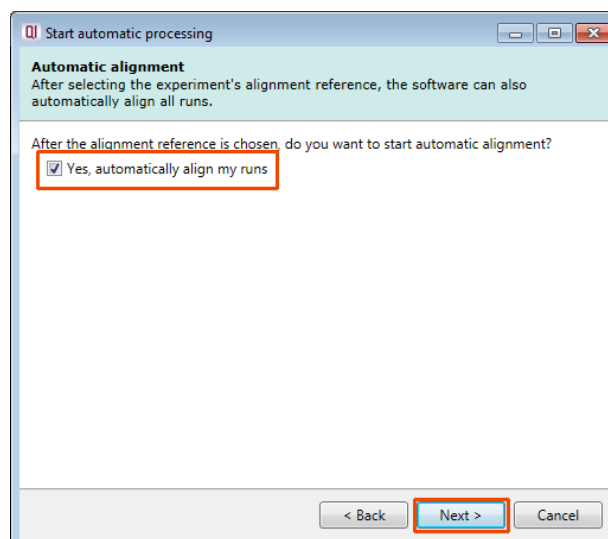 QI Start automatic processing
Automatic alignment
After selecting the experiment's alignment reference, the software can also
automatically align all runs.
After the alignment reference is chosen, do you want to start automatic alignment?
Yes, automatically align my runs
< Back Next > Cancel